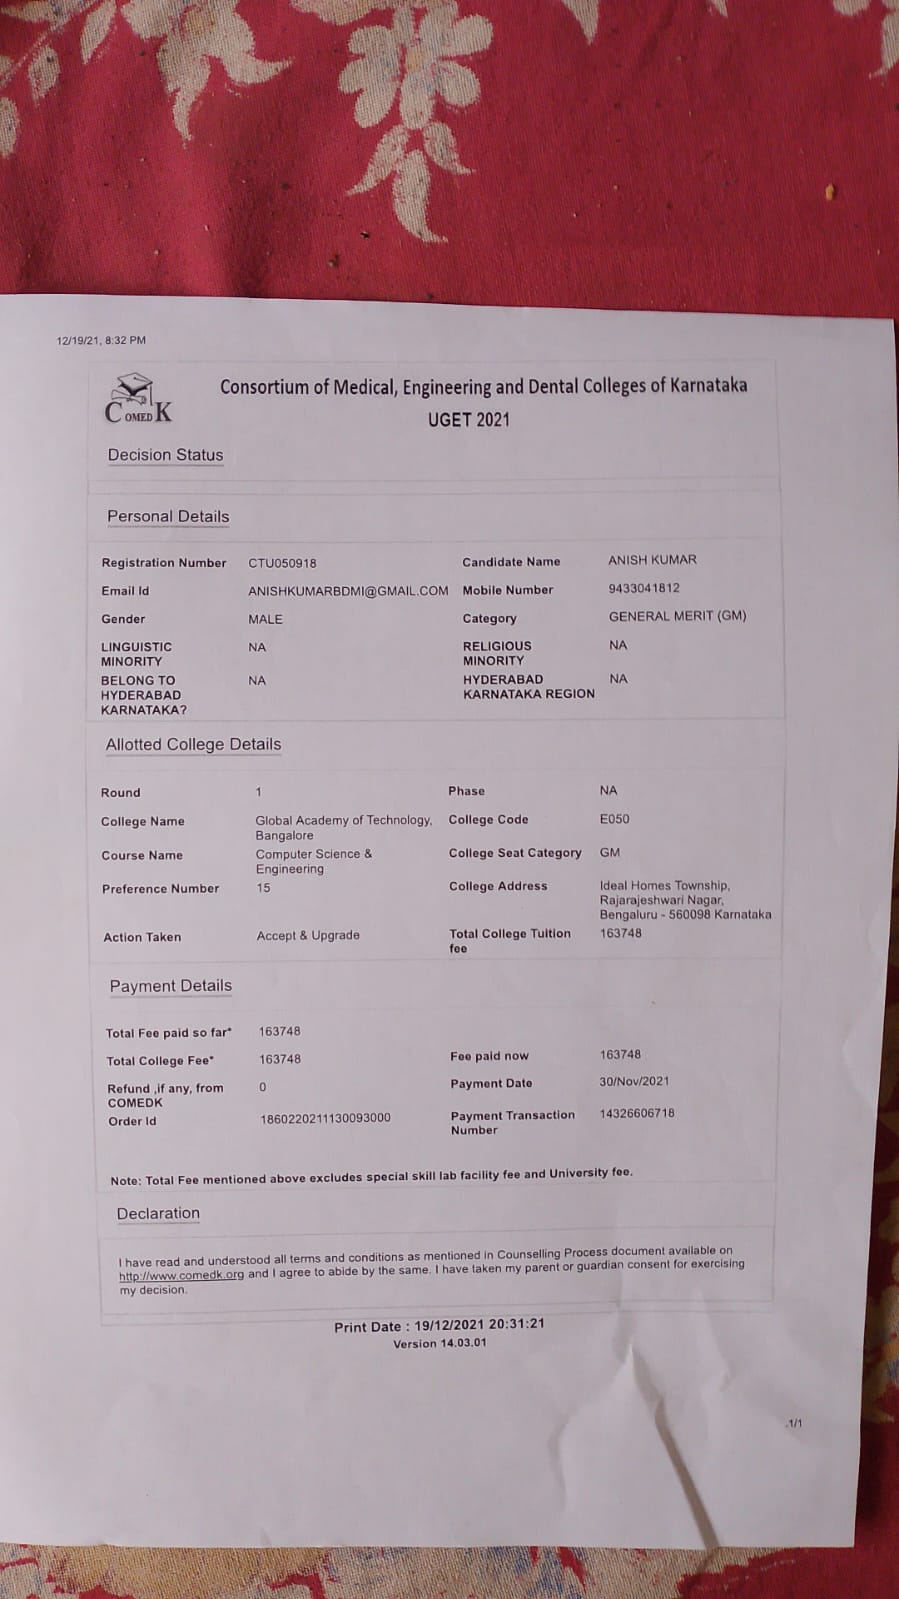 12/19/21, 8:32 PM
COMEDK
Consortium of Medical, Engineering and Dental Colleges of Karnataka
UGET 2021
Decision Status
Personal Details
Registration Number CTU050918 Candidate Name ANISH KUMAR
Email Id ANISHKUMARBDMI@GMAIL.COM Mobile Number 9433041812
Gender MALE Category GENERAL MERIT (GM)
LINGUISTIC NA RELIGIOUS NA
MINORITY MINORITY
BELONG TO NA HYDERABAD NA
HYDERABAD KARNATAKA REGION
KARNATAKA?
Allotted College Details
Round 1 Phase NA
College Name Global Academy of Technology, College Code E050
Bangalore
Course Name Computer Science & College Seat Category GM
Engineering
Preference Number 15 College Address Ideal Homes Township,
Rajarajeshwari Nagar,
Bengaluru - 560098 Karnataka
Action Taken Accept & Upgrade Total College Tuition 163748
fee
Payment Details
Total Fee paid so far* 163748
Total College Fee* 163748 Fee paid now 163748
Refund ,if any, from 0 Payment Date 30/Nov/2021
COMEDK
Order Id 1860220211130093000 Payment Transaction 14326606718
Number
Note: Total Fee mentioned above excludes special skill lab facility fee and University fee.
Declaration
I have read and understood all terms and conditions as mentioned in Counselling Process document available on
http://www.comedk.org and I agree to abide by the same. I have taken my parent or guardian consent for exercising
my decision.
Print Date : 19/12/2021 20:31:21
Version 14.03.01
1/1